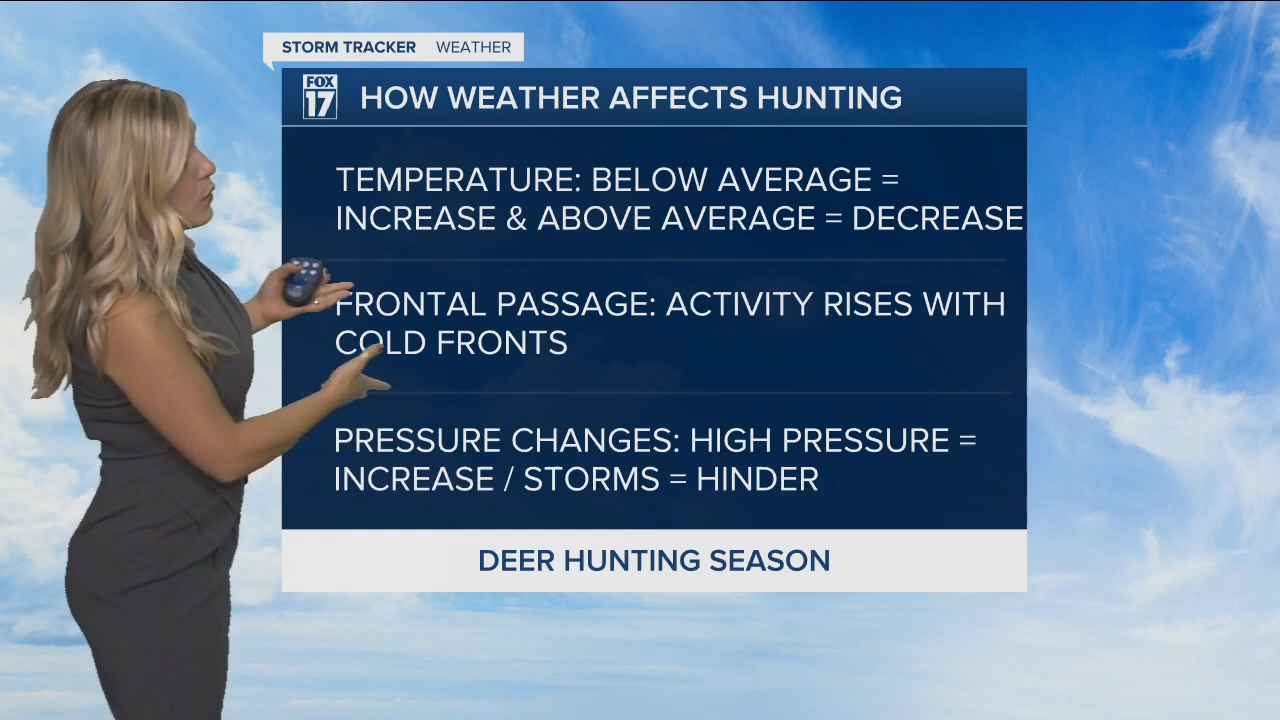 STORM TRACKER WEATHER
FOX
17
HOW WEATHER AFFECTS HUNTING
TEMPERATURE: BELOW AVERAGE =
INCREASE & ABOVE AVERAGE = DECREASE
FRONTAL PASSAGE: ACTIVITY RISES WITH
COLD FRONTS
PRESSURE CHANGES: HIGH PRESSURE =
INCREASE / STORMS = HINDER
DEER HUNTING SEASON